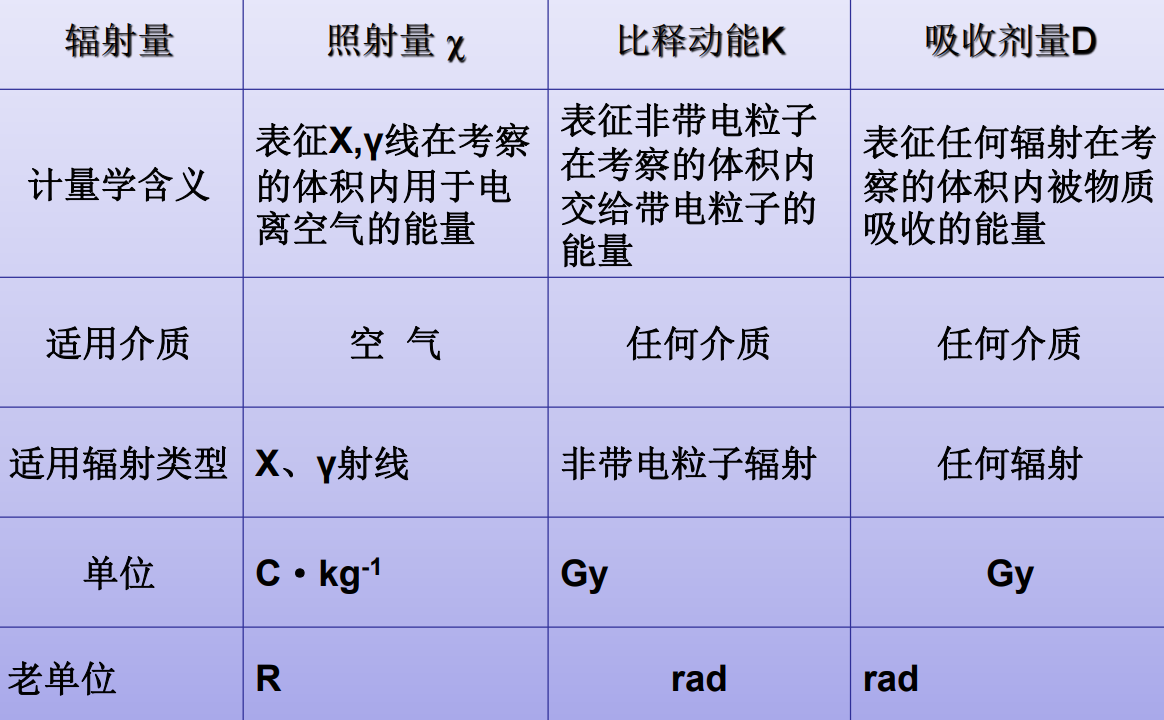 辐射量
照射量 χ
比释动能K
吸收剂量D
计量学含义
表征X,γ线在考察
的体积内用于电
离空气的能量
表征非带电粒子
在考察的体积内
交给带电粒子的
能量
表征任何辐射在考
察的体积内被物质
吸收的能量
适用介质
空 气
任何介质
任何介质
适用辐射类型
X、γ射线
非带电粒子辐射
任何辐射
单位
C·kg⁻¹
Gy
Gy
老单位
R
rad
rad